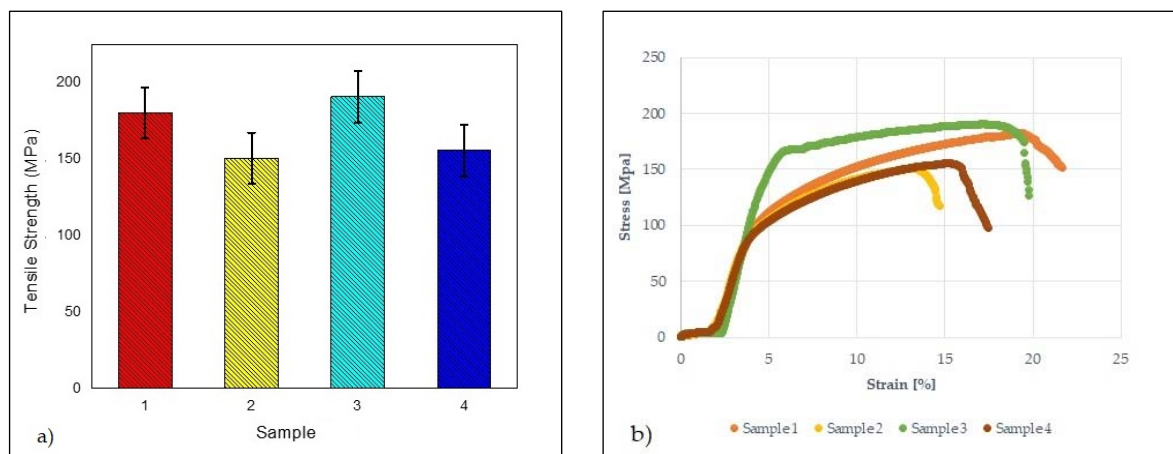 Tensile Strength (MPa)
200
150
100
50
0
1 2 3 4
Sample
a)
Stress [Mpa]
250
200
150
100
50
0
0 5 10 15 20 25
Strain [%]
Sample1 Sample2 Sample3 Sample4
b)